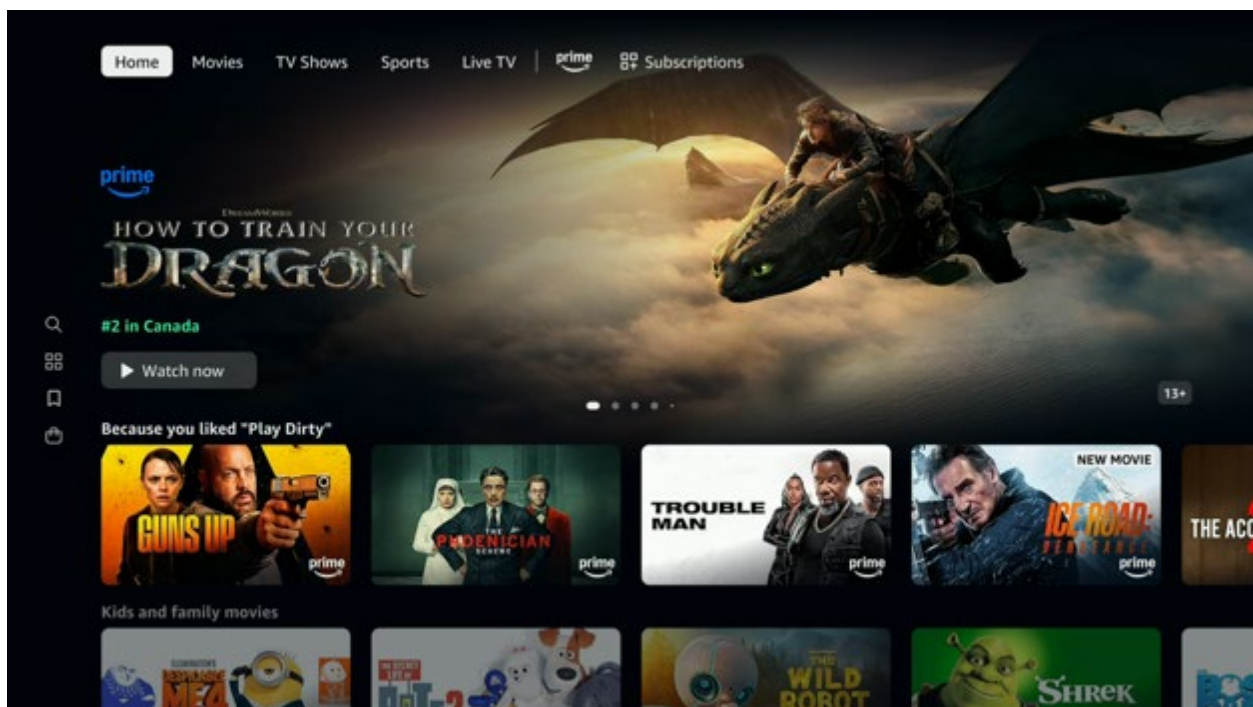 Home Movies TV Shows Sports Live TV prime Subscriptions
prime
DREAMWORKS
HOW TO TRAIN YOUR
DRAGON
#2 in Canada
Watch now
13+
Because you liked "Play Dirty"
GUNS UP
prime
THE
PHOENICIAN
SCHEME
prime
TROUBLE
MAN
prime
NEW MOVIE
ICE ROAD:
VENGEANCE
prime
THE ACC
Kids and family movies
ILLUMINATION'S
DESPICABLE
ME 4
THE SECRET
LIFE OF
PETS 2
THE
WILD
ROBOT
SHREK